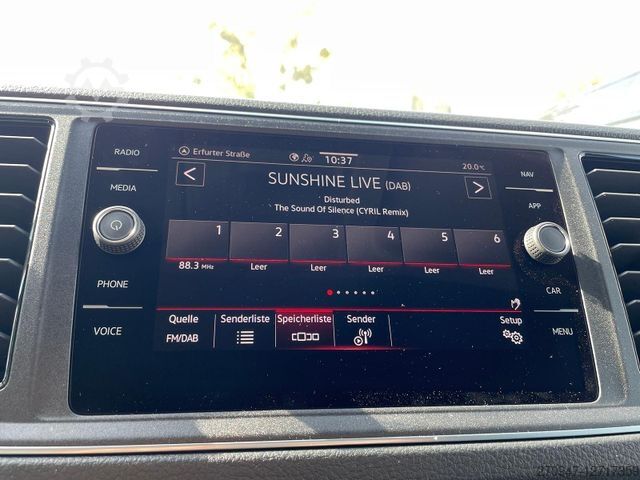 RADIO
MEDIA
PHONE
VOICE
Erfurter Straße
10:37
20.0°C
NAV
APP
CAR
MENU
<
SUNSHINE LIVE (DAB)
>
Disturbed
The Sound Of Silence (CYRIL Remix)
1 2 3 4 5 6
88.3 MHz Leer Leer Leer Leer Leer
Quelle Senderliste Speicherliste Sender Setup
FM/DAB